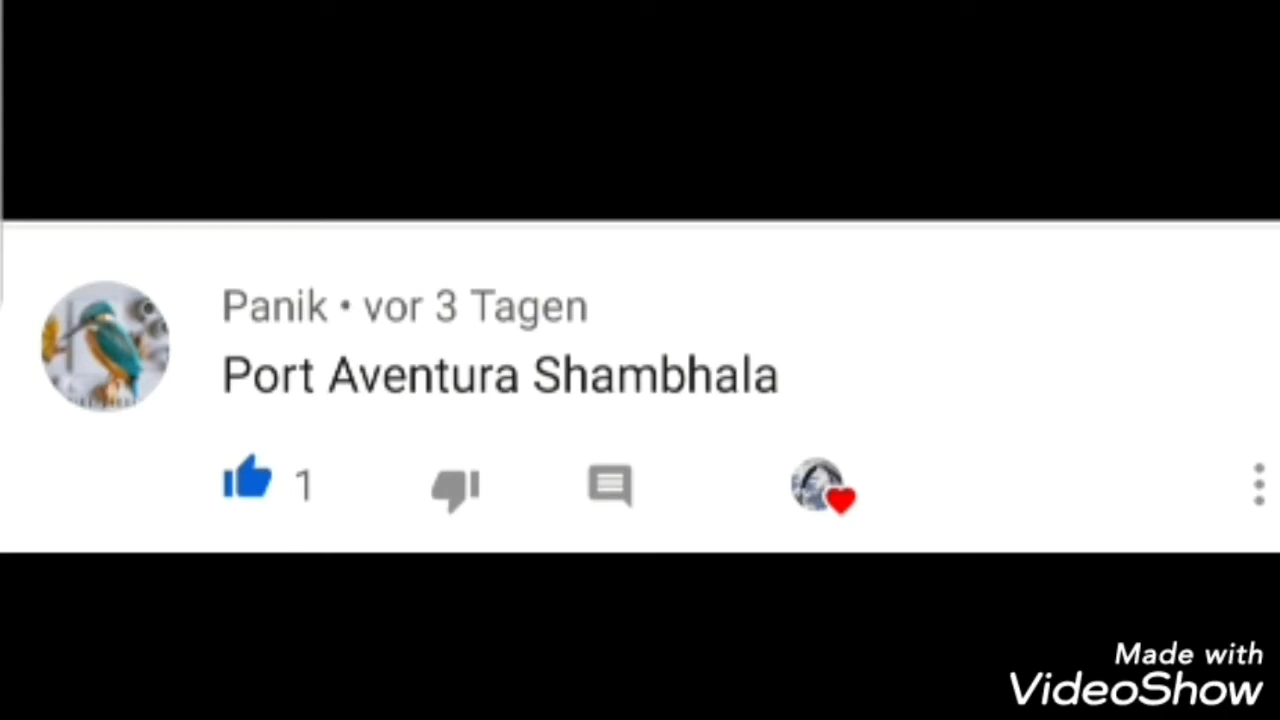 Panik • vor 3 Tagen
Port Aventura Shambhala
1
Made with
VideoShow